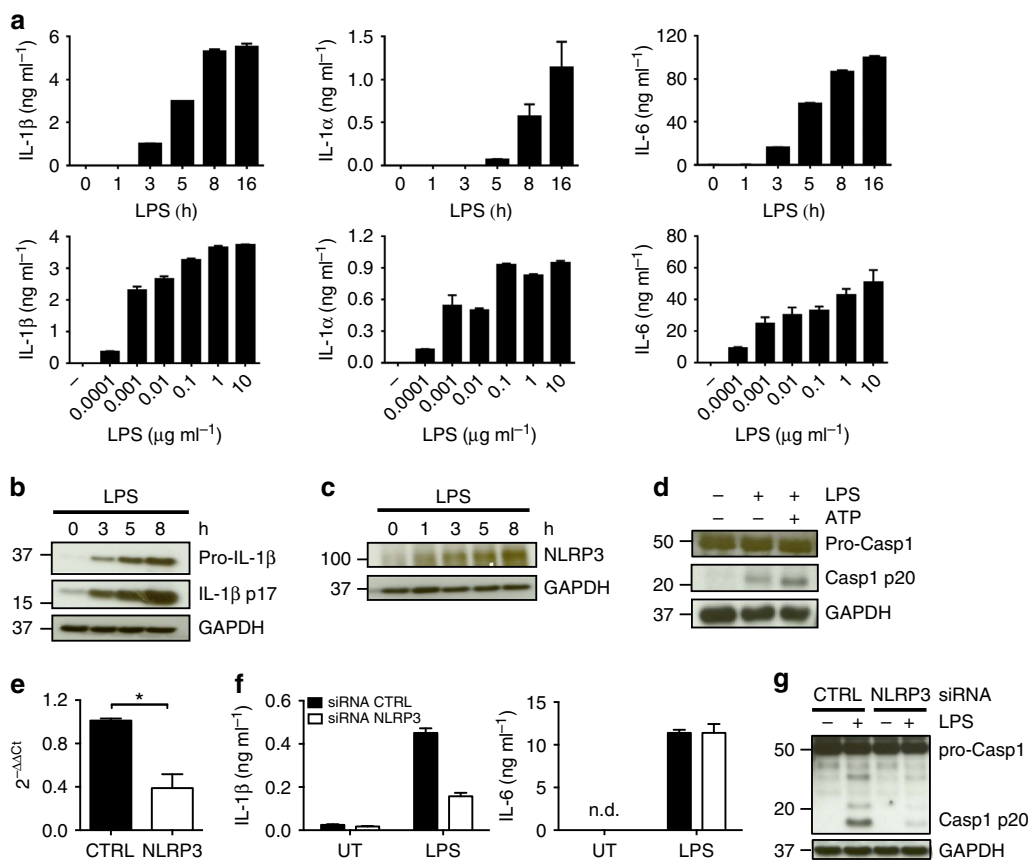 a
IL-1β (ng ml⁻¹)
6
4
2
0
0 1 3 5 8 16
LPS (h)
IL-1α (ng ml⁻¹)
1.5
1.0
0.5
0.0
0 1 3 5 8 16
LPS (h)
IL-6 (ng ml⁻¹)
120
80
40
0
0 1 3 5 8 16
LPS (h)
IL-1β (ng ml⁻¹)
4
3
2
1
0
– 0.0001 0.001 0.01 0.1 1 10
LPS (μg ml⁻¹)
IL-1α (ng ml⁻¹)
1.2
0.9
0.6
0.3
0.0
– 0.0001 0.001 0.01 0.1 1 10
LPS (μg ml⁻¹)
IL-6 (ng ml⁻¹)
80
60
40
20
0
– 0.0001 0.001 0.01 0.1 1 10
LPS (μg ml⁻¹)
b
LPS
0 3 5 8 h
37 Pro-IL-1β
15 IL-1β p17
37 GAPDH
c
LPS
0 1 3 5 8 h
100 NLRP3
37 GAPDH
d
– + + LPS
– – + ATP
50 Pro-Casp1
20 Casp1 p20
37 GAPDH
e
2⁻ΔΔCt
1.2
0.8
0.4
0.0
*
CTRL NLRP3
f
IL-1β (ng ml⁻¹)
0.6
0.4
0.2
0.0
siRNA CTRL
siRNA NLRP3
UT LPS
IL-6 (ng ml⁻¹)
15
10
5
0
n.d.
UT LPS
g
CTRL NLRP3 siRNA
– + – + LPS
50 pro-Casp1
20
Casp1 p20
37 GAPDH